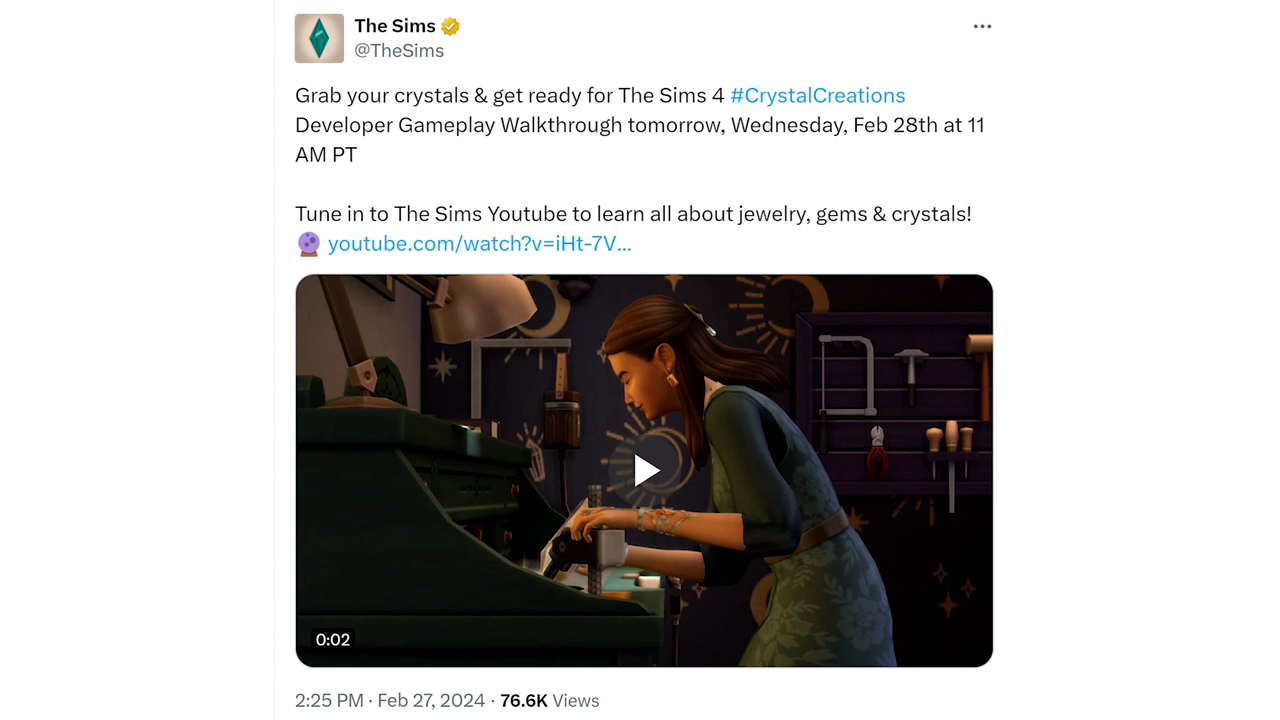 The Sims
@TheSims
Grab your crystals & get ready for The Sims 4 #CrystalCreations
Developer Gameplay Walkthrough tomorrow, Wednesday, Feb 28th at 11
AM PT
Tune in to The Sims Youtube to learn all about jewelry, gems & crystals!
youtube.com/watch?v=iHt-7V...
0:02
2:25 PM · Feb 27, 2024 · 76.6K Views